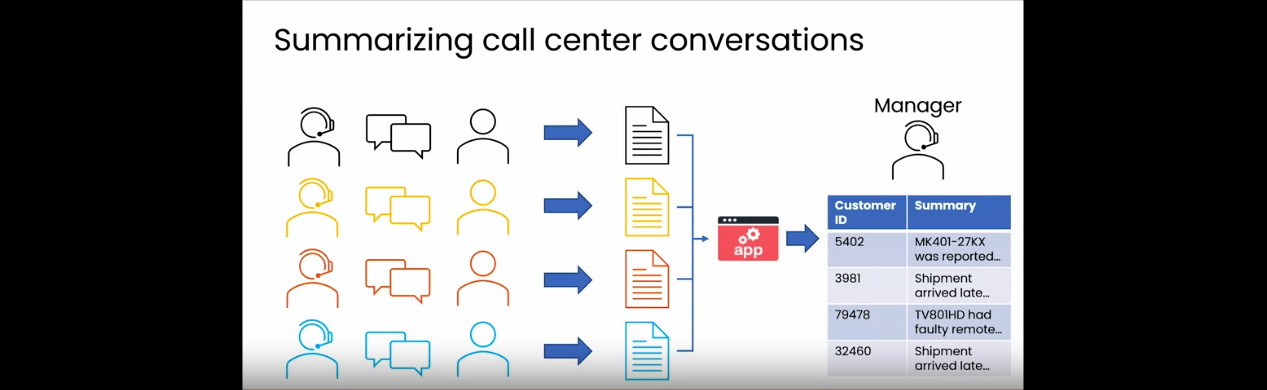 Summarizing call center conversations
Manager
Customer ID
Summary
5402
MK401-27KX
was reported...
3981
Shipment
arrived late...
79478
TV801HD had
faulty remote...
32460
Shipment
arrived late...
app